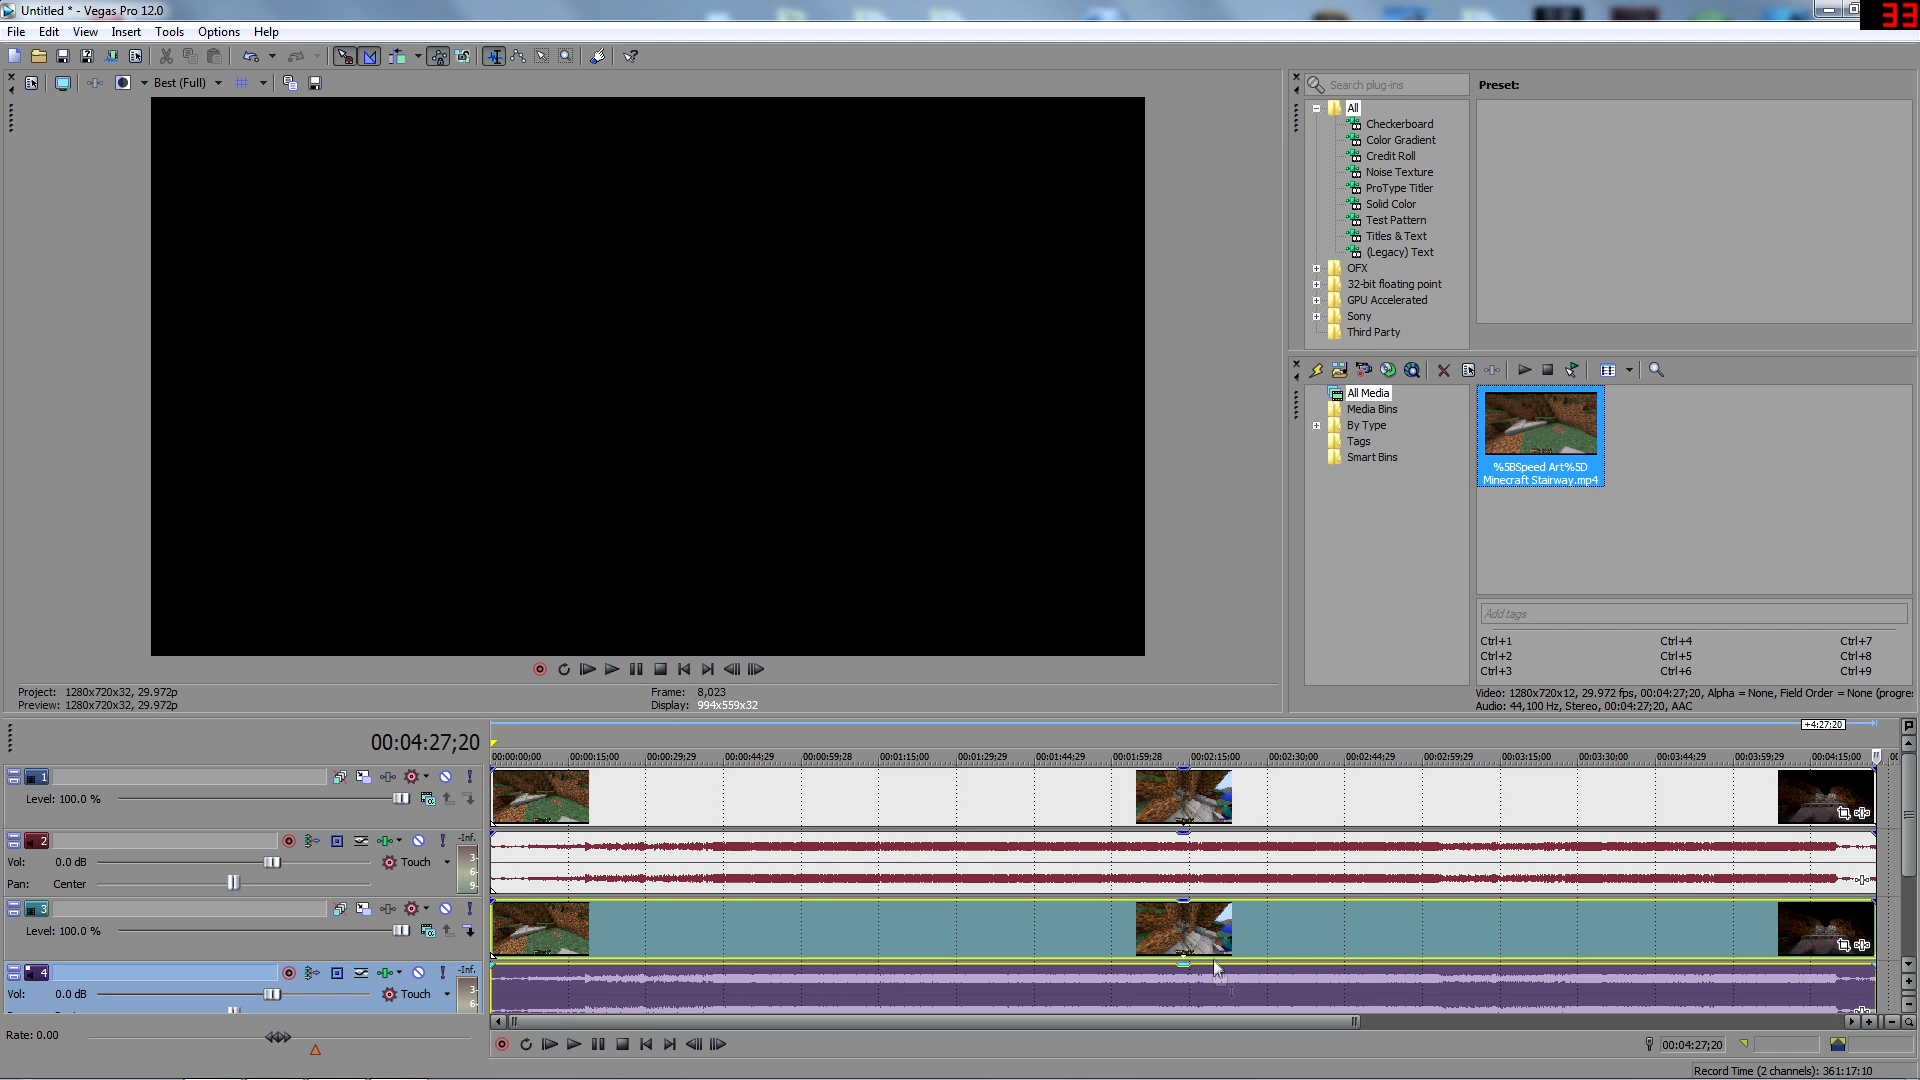 Untitled * - Vegas Pro 12.0
33
File Edit View Insert Tools Options Help
Best (Full)
Search plug-ins
Preset:
All
Checkerboard
Color Gradient
Credit Roll
Noise Texture
ProType Titler
Solid Color
Test Pattern
Titles & Text
(Legacy) Text
OFX
32-bit floating point
GPU Accelerated
Sony
Third Party
All Media
Media Bins
By Type
Tags
Smart Bins
%5BSpeed Art%5D
Minecraft Stairway.mp4
Add tags
Ctrl+1 Ctrl+4 Ctrl+7
Ctrl+2 Ctrl+5 Ctrl+8
Ctrl+3 Ctrl+6 Ctrl+9
Video: 1280x720x12, 29.972 fps, 00:04:27;20, Alpha = None, Field Order = None (progre:
Audio: 44,100 Hz, Stereo, 00:04:27;20, AAC
Project: 1280x720x32, 29.972p
Preview: 1280x720x32, 29.972p
Frame: 8,023
Display: 994x559x32
00:04:27;20
+4:27;20
00:00:00;00 00:00:15;00 00:00:29;29 00:00:44;29 00:00:59;28 00:01:15;00 00:01:29;29 00:01:44;29 00:01:59;28 00:02:15;00 00:02:30;00 00:02:44;29 00:02:59;29 00:03:15;00 00:03:30;00 00:03:44;29 00:03:59;29 00:04:15;00
1
Level: 100.0 %
2
-Inf.
Vol: 0.0 dB Touch
3
6
Pan: Center
9
3
Level: 100.0 %
4
-Inf.
Vol: 0.0 dB Touch
3
6
Rate: 0.00
00:04:27;20
Record Time (2 channels): 361:17:10